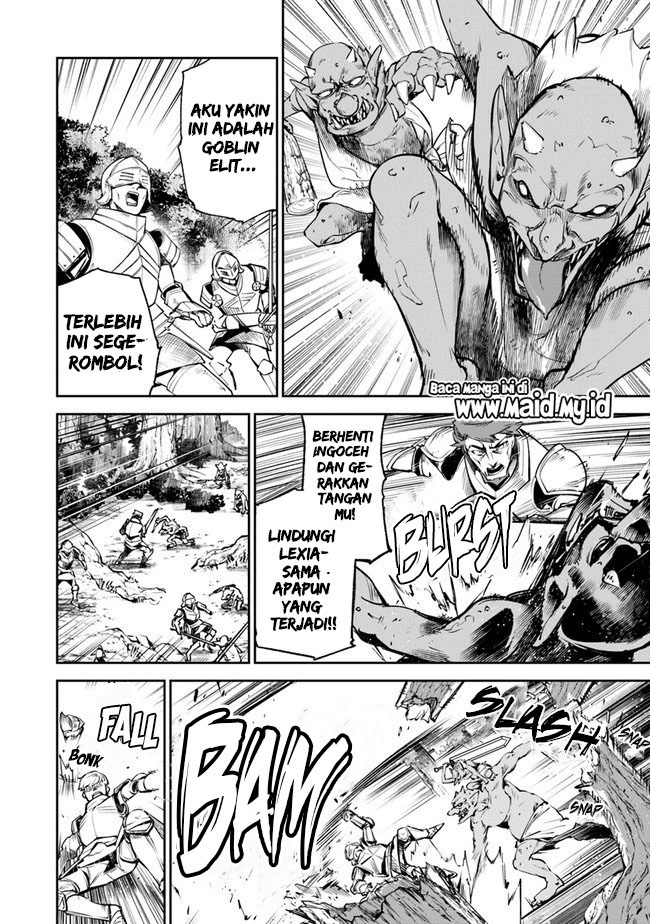 AKU YAKIN
INI ADALAH
GOBLIN
ELIT...
TERLEBIH
INI SEGE-
ROMBOL!
Baca Manga ini di
www.Maid.my.id
BERHENTI
INGOCEH
DAN GE-
RAKKAN
TANGAN
MU!
LINDUNGI
LEXIA-
SAMA
APAPUN
YANG
TERJADI!!
BURST
FALL
BONK
BAM
SLASH
SNAP
SNAP